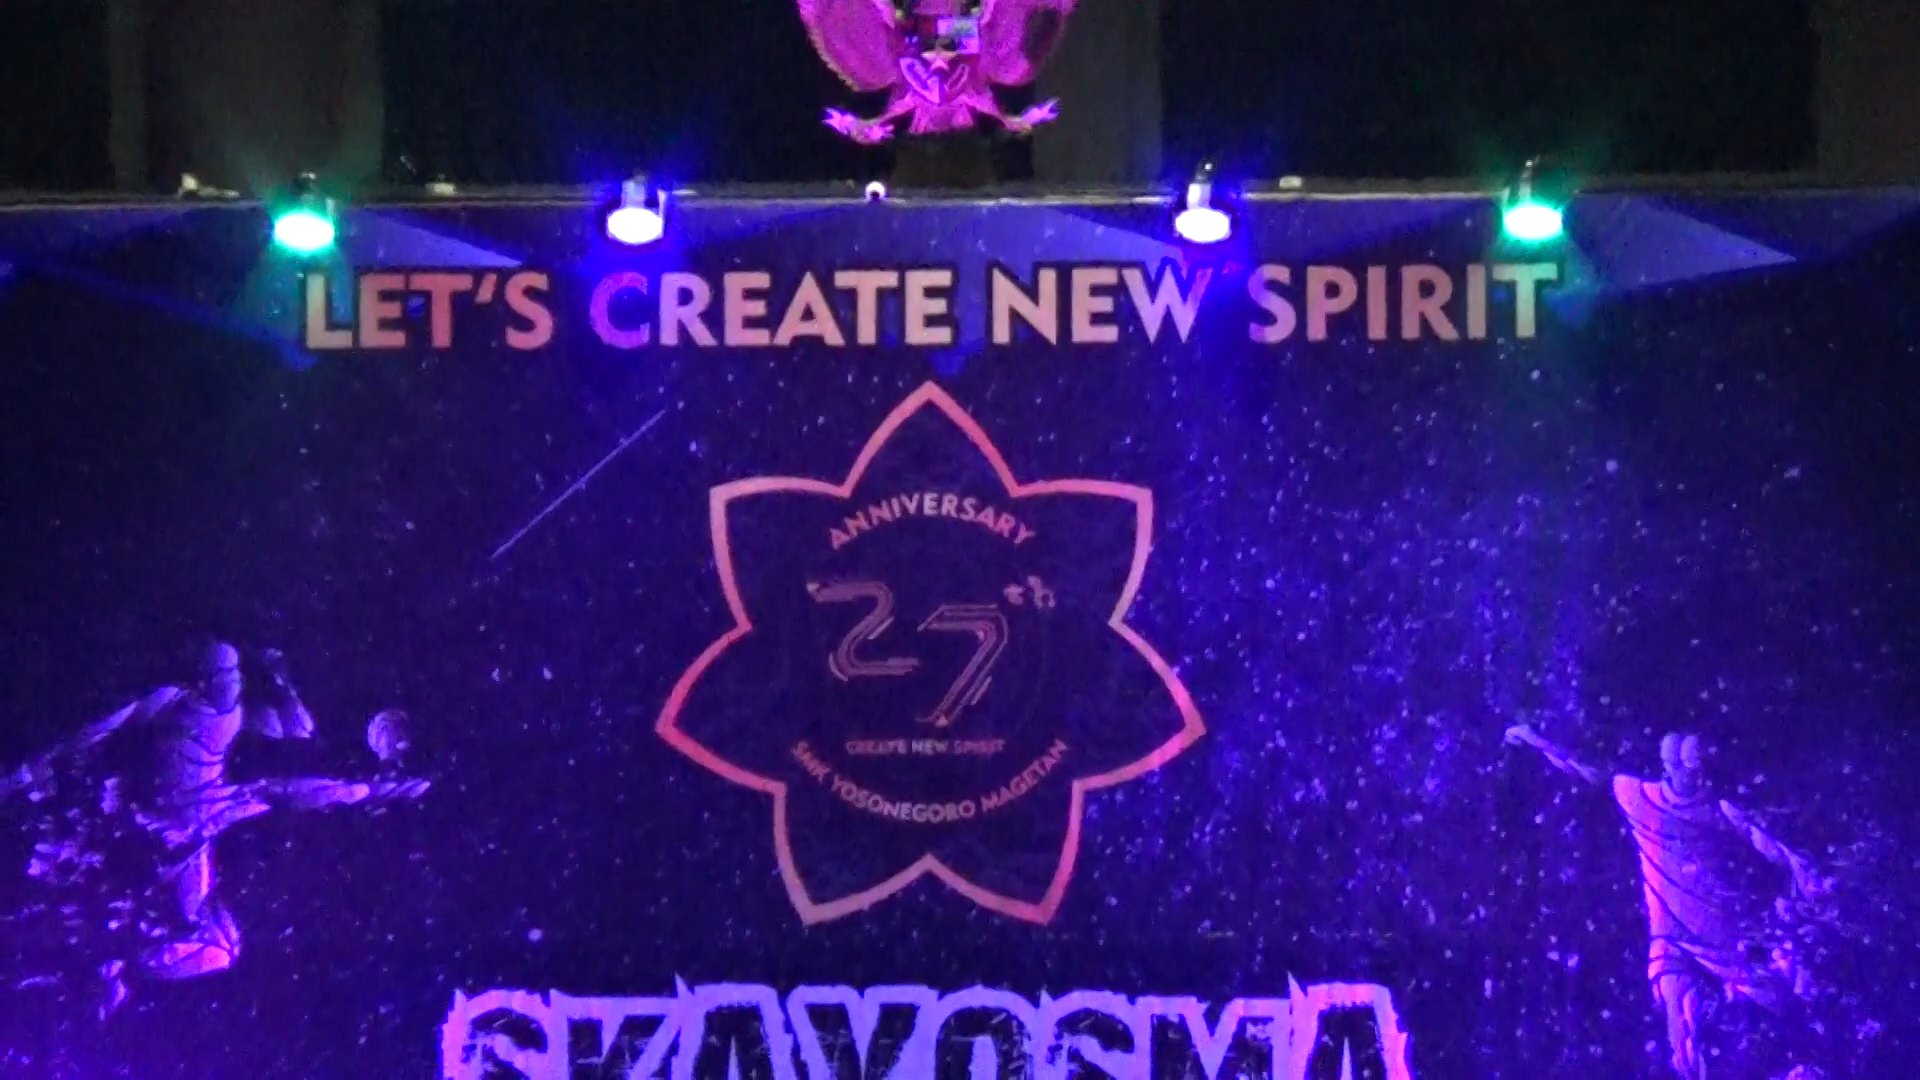 LET'S CREATE NEW SPIRIT
ANNIVERSARY
27th
CREATE NEW SPIRIT
SMK YOSONEGORO MAGETAN
SKAYOSMA